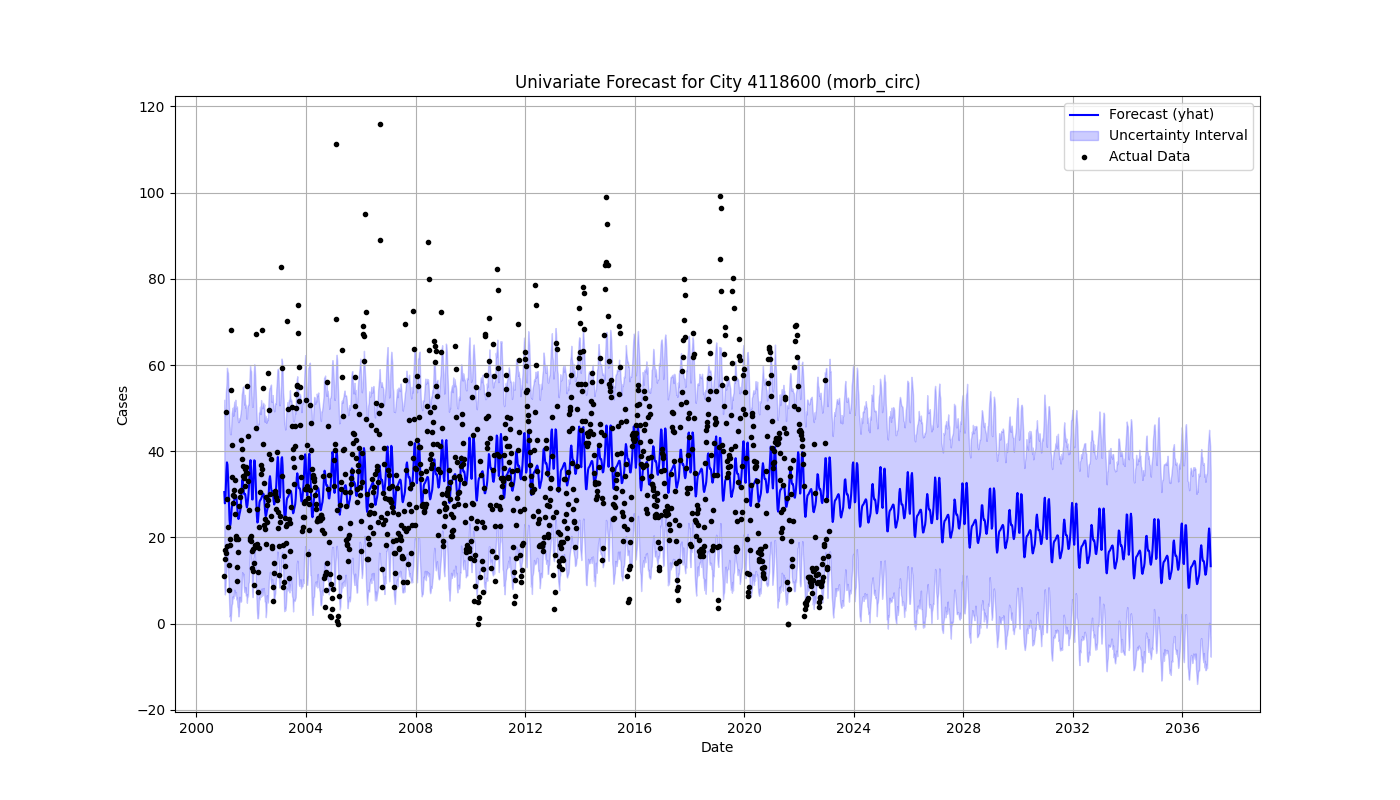 Univariate Forecast for City 4118600 (morb_circ)
Forecast (yhat)
Uncertainty Interval
Actual Data
Cases
120
100
80
60
40
20
0
−20
2000 2004 2008 2012 2016 2020 2024 2028 2032 2036
Date